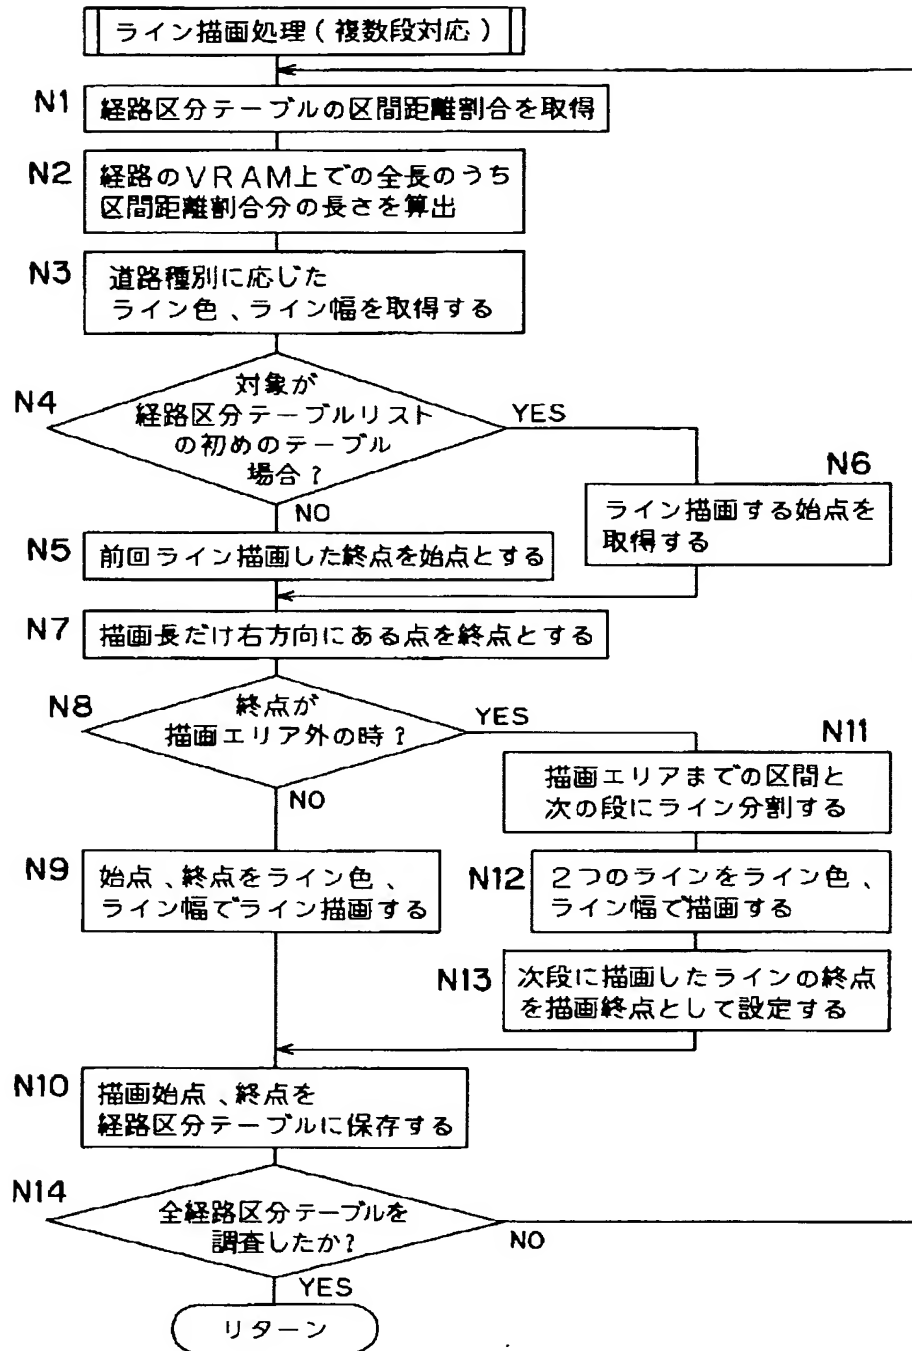 ライン描画処理(複数段対応)
N1
経路区分テーブルの区間距離割合を取得
N2
経路のVRAM上での全長のうち
区間距離割合分の長さを算出
N3
道路種別に応じた
ライン色、ライン幅を取得する
N4
対象が
経路区分テーブルリスト
の初めのテーブル
場合?
YES
NO
N6
ライン描画する始点を
取得する
N5
前回ライン描画した終点を始点とする
N7
描画長だけ右方向にある点を終点とする
N8
終点が
描画エリア外の時?
YES
NO
N11
描画エリアまでの区間と
次の段にライン分割する
N9
始点、終点をライン色、
ライン幅でライン描画する
N12
2つのラインをライン色、
ライン幅で描画する
N13
次段に描画したラインの終点
を描画終点として設定する
N10
描画始点、終点を
経路区分テーブルに保存する
N14
全経路区分テーブルを
調査したか?
NO
YES
リターン